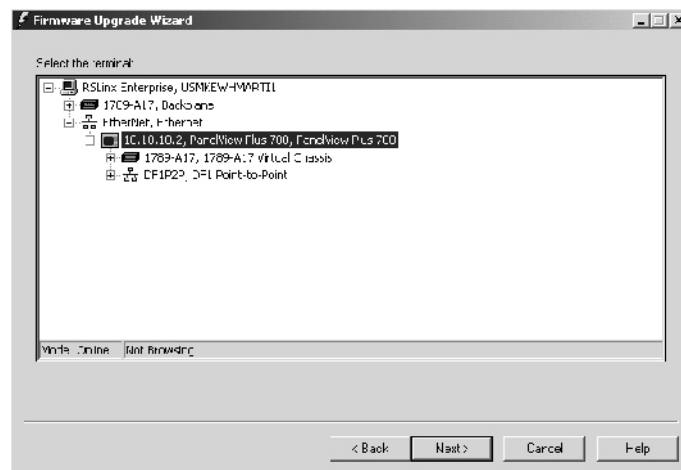 Firmware Upgrade Wizard
Select the terminal:
RSLinx Enterprise, USMKEWHMARTI1
1789-A17, Backplane
Ethernet, Ethernet
10.10.10.2, PanelView Plus 700, PanelView Plus 700
1789-A17, 1789-A17 Virtual Chassis
DF1P2P, DF1 Point-to-Point
Mode: Online Not Browsing
< Back Next > Cancel Help